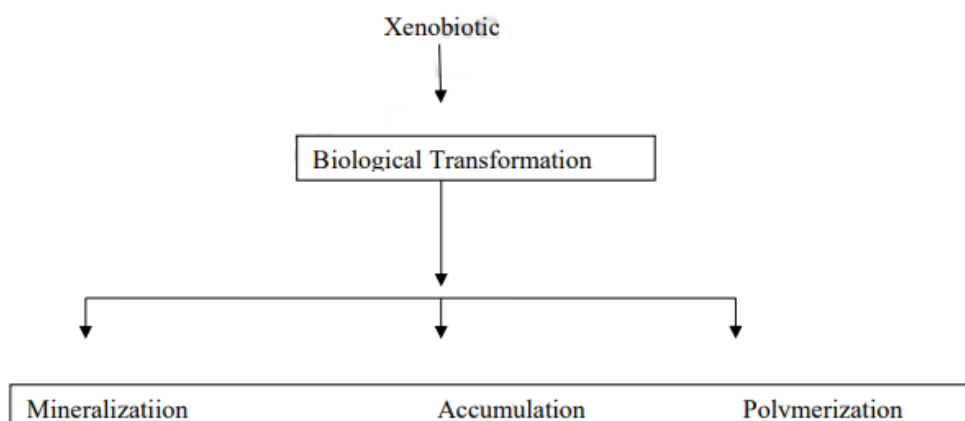 Xenobiotic
Biological Transformation
Mineralizatiion Accumulation Polymerization